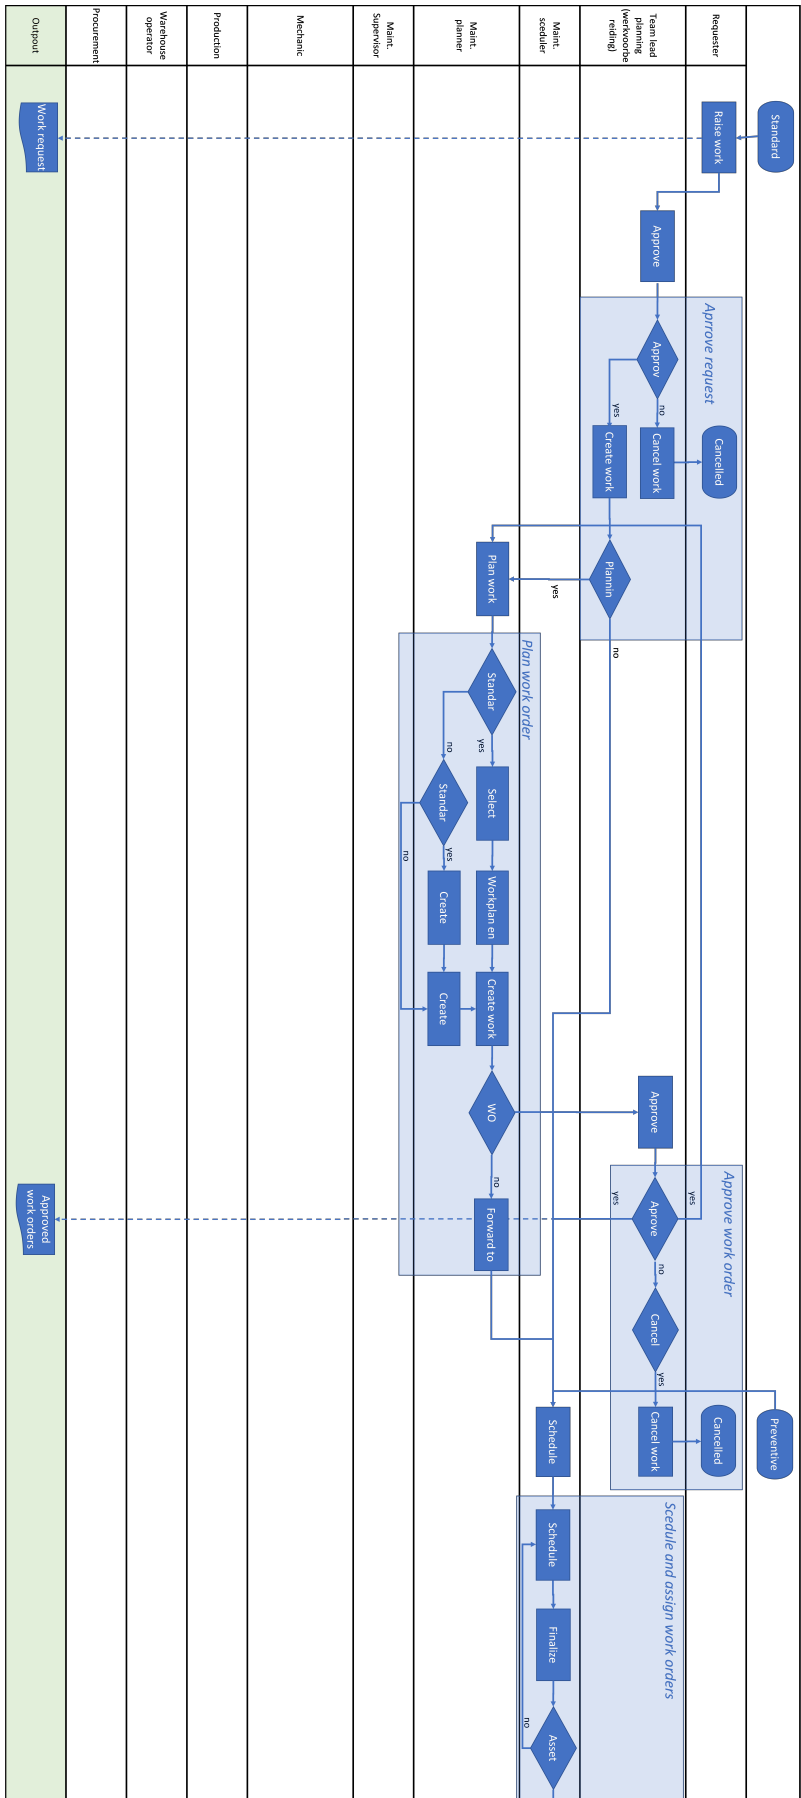 Standard
Requester
Raise work
Cancelled
Aprrove request
Team lead
planning
(werkvoorbe
reiding)
Approve
Approv
no
Cancel work
yes
Create work
Plannin
yes
no
Approve
Approve work order
yes
Aprove
yes
no
Cancel
yes
Cancel work
Cancelled
Preventive
Maint.
sceduler
Schedule
Scedule and assign work orders
Schedule
Finalize
Asset
no
Maint.
planner
Plan work
Plan work order
Standar
yes
Select
Workplan en
Create work
WO
no
Forward to
no
Standar
yes
Create
Create
no
Maint.
Supervisor
Mechanic
Production
Warehouse
operator
Procurement
Outpout
Work request
Approved
work orders